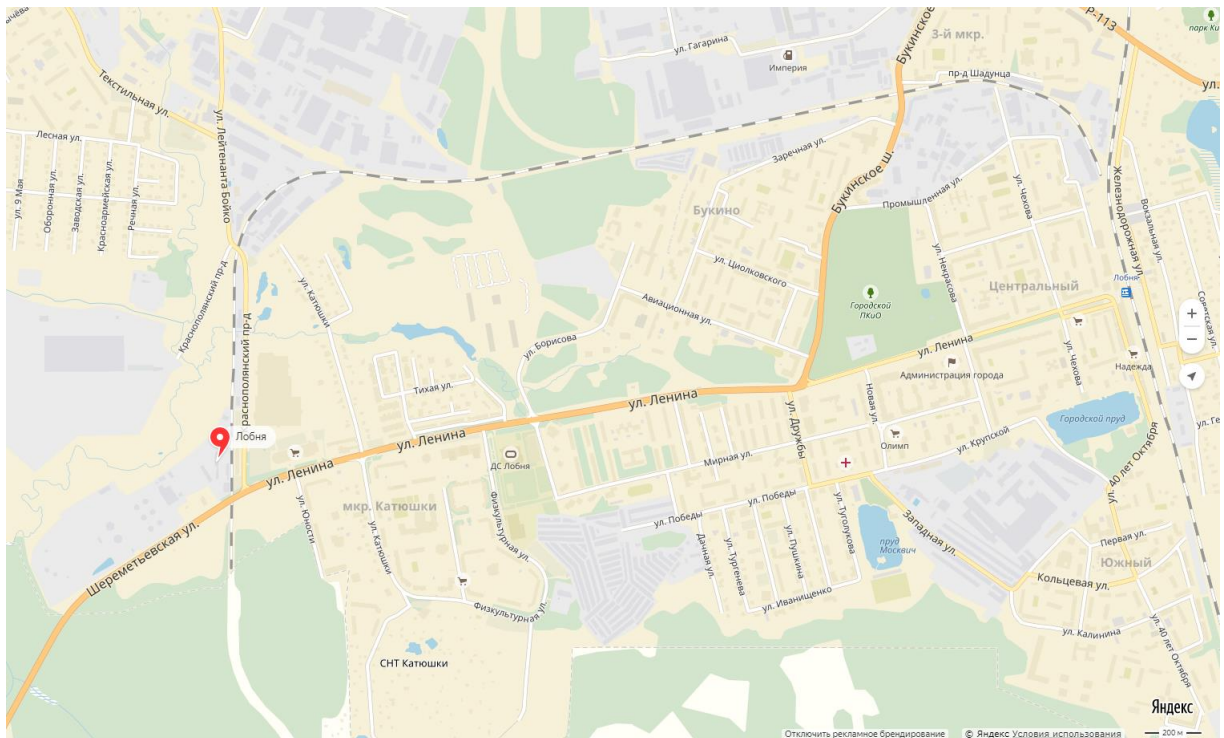 Р-113
парк Ки
3-й мкр.
Букинское
ул. Гагарина
Империя
пр-д Шадунца
ул.
Текстильная ул.
ул. Лейтенанта Бойко
Лесная ул.
Заречная ул.
Букинское ш.
Промышленная ул.
ул. Чехова
Железнодорожная ул.
Вокзальная ул.
ул. 9 Мая
Оборонная ул.
Заводская ул.
Красноармейская ул.
Речная ул.
Букино
ул. Циолковского
ул. Некрасова
Центральный
Лобня
Краснополянский пр-д
ул. Катюшки
Авиационная ул.
Городской
ПКиО
Советская ул.
ул. Борисова
ул. Ленина
Администрация города
ул. Чехова
Надежда
раснополянский пр-д
Тихая ул.
ул. Ленина
ул. Дружбы
Новая ул.
Олимп
Городской пруд
ул. Ге
Лобня
ул. Ленина
ДС Лобня
Мирная ул.
ул. Крупской
ул. 40 лет Октября
ул. Ленина
мкр. Катюшки
ул. Юности
ул. Катюшки
Физкультурная ул.
ул. Победы
ул. Победы
Западная ул.
Шереметьевская ул.
Дачная ул.
ул. Тургенева
ул. Пушкина
ул. Туголукова
пруд
Москвич
Первая ул.
Южный
Кольцевая ул.
ул. Иванищенко
Физкультурная ул.
ул. Калинина
ул. 40 лет Октября
СНТ Катюшки
Яндекс
Отключить рекламное брендирование
© Яндекс Условия использования
200 м